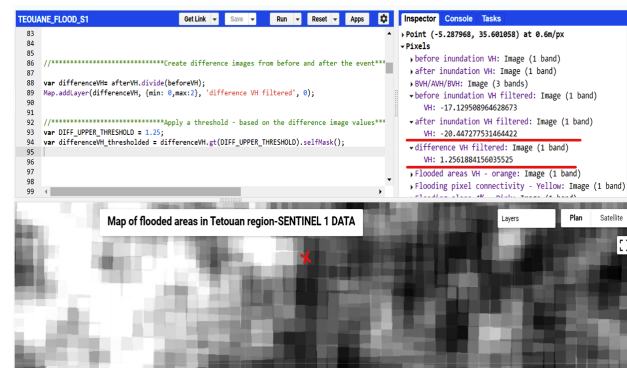 TEOUANE_FLOOD_S1
Get Link
Save
Run
Reset
Apps
83
84
85
86 //*****************************Create difference images from before and after the event***
87
88 var differenceVH= afterVH.divide(beforeVH);
89 Map.addLayer(differenceVH, {min: 0,max:2}, 'difference VH filtered', 0);
90
91
92 //*****************************Apply a threshold - based on the difference image values***
93 var DIFF_UPPER_THRESHOLD = 1.25;
94 var differenceVH_thresholded = differenceVH.gt(DIFF_UPPER_THRESHOLD).selfMask();
95
96
97
98
99
Inspector Console Tasks
Point (-5.287968, 35.601058) at 0.6m/px
Pixels
before inundation VH: Image (1 band)
after inundation VH: Image (1 band)
BVH/AVH/BVH: Image (3 bands)
before inundation VH filtered: Image (1 band)
VH: -17.129508964628673
after inundation VH filtered: Image (1 band)
VH: -20.447277531464422
difference VH filtered: Image (1 band)
VH: 1.2561884156035525
Flooded areas VH - orange: Image (1 band)
Flooding pixel connectivity - Yellow: Image (1 band)
Map of flooded areas in Tetouan region-SENTINEL 1 DATA
Layers
Plan
Satellite